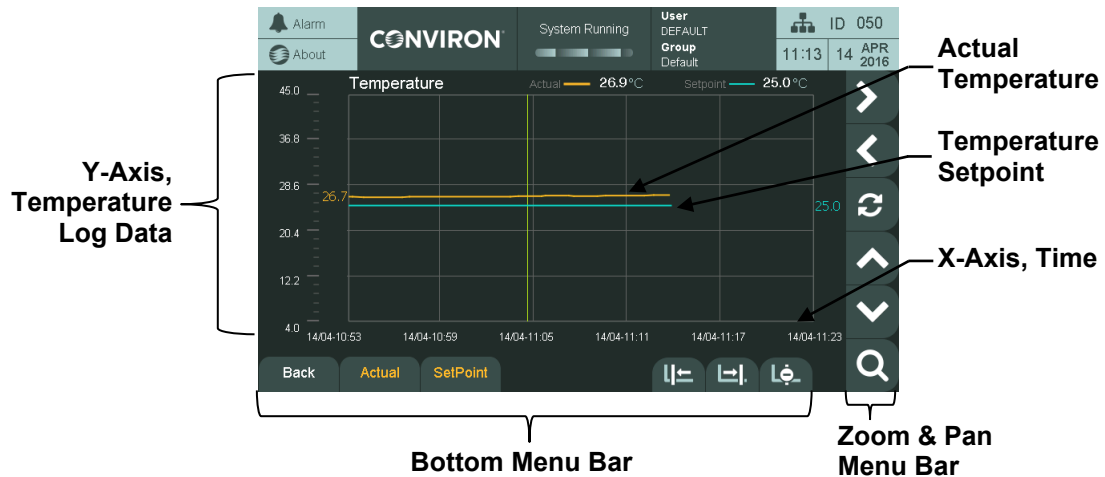 Alarm
About
CONVIRON
System Running
User
DEFAULT
Group
Default
ID 050
11:13
14 APR
2016
Temperature
Actual 26.9°C
Setpoint 25.0°C
45.0
36.8
28.6
26.7
20.4
12.2
4.0
25.0
14/04-10:53
14/04-10:59
14/04-11:05
14/04-11:11
14/04-11:17
14/04-11:23
Back
Actual
SetPoint
Y-Axis,
Temperature
Log Data
Actual
Temperature
Temperature
Setpoint
X-Axis, Time
Bottom Menu Bar
Zoom & Pan
Menu Bar